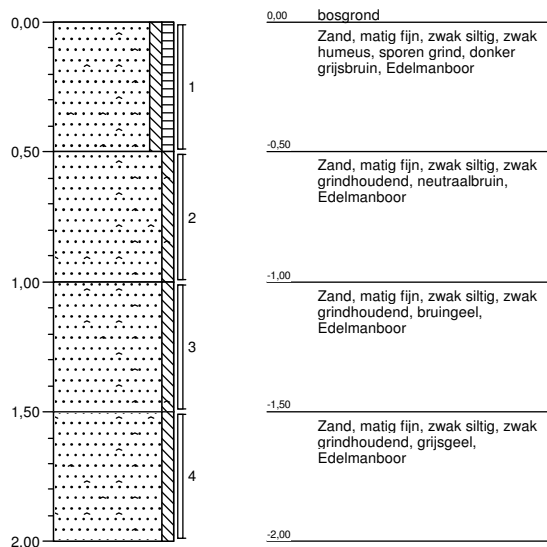 0,00
0,50
1,00
1,50
2,00
1
2
3
4
0,00 bosgrond
Zand, matig fijn, zwak siltig, zwak
humeus, sporen grind, donker
grijsbruin, Edelmanboor
-0,50
Zand, matig fijn, zwak siltig, zwak
grindhoudend, neutraalbruin,
Edelmanboor
-1,00
Zand, matig fijn, zwak siltig, zwak
grindhoudend, bruingeel,
Edelmanboor
-1,50
Zand, matig fijn, zwak siltig, zwak
grindhoudend, grijsgeel,
Edelmanboor
-2,00